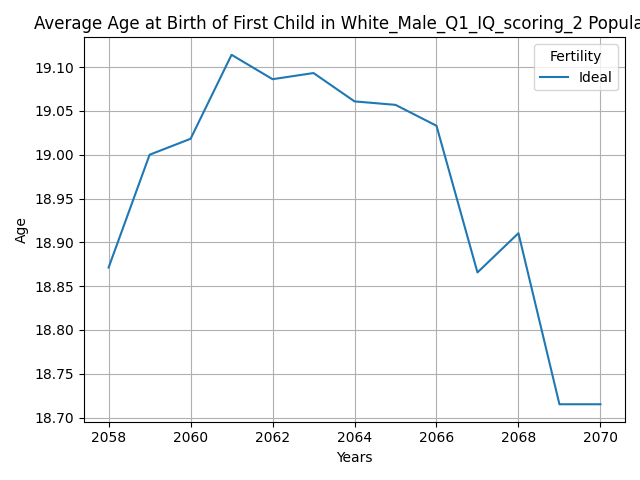 Average Age at Birth of First Child in White_Male_Q1_IQ_scoring_2 Popula
Fertility
Ideal
19.10
19.05
19.00
18.95
18.90
18.85
18.80
18.75
18.70
Age
2058 2060 2062 2064 2066 2068 2070
Years